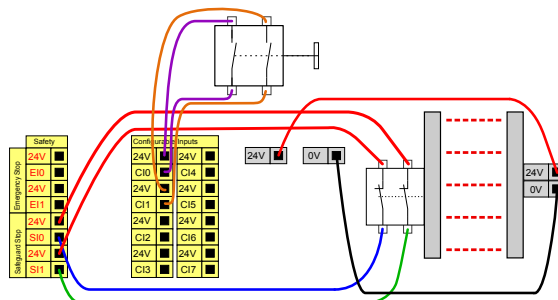 Safety
Emergency Stop
24V
EI0
24V
EI1
Safeguard Stop
24V
SI0
24V
SI1
Configurable Inputs
24V 24V
CI0 CI4
24V 24V
CI1 CI5
24V 24V
CI2 CI6
24V 24V
CI3 CI7
24V 0V
24V
0V